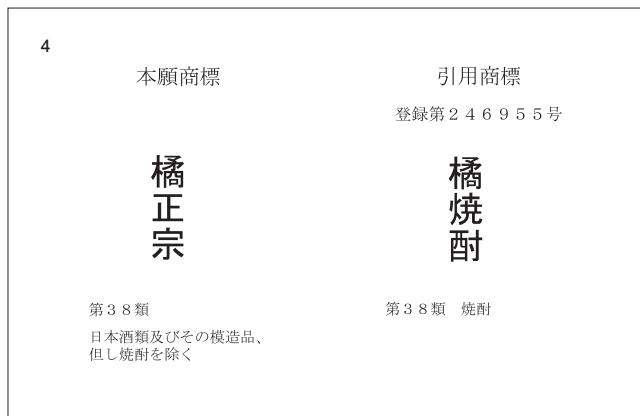 4
本願商標
引用商標
登録第２４６９５５号
橘正宗
橘焼酎
第３８類
日本酒類及びその模造品、
但し焼酎を除く
第３８類　焼酎